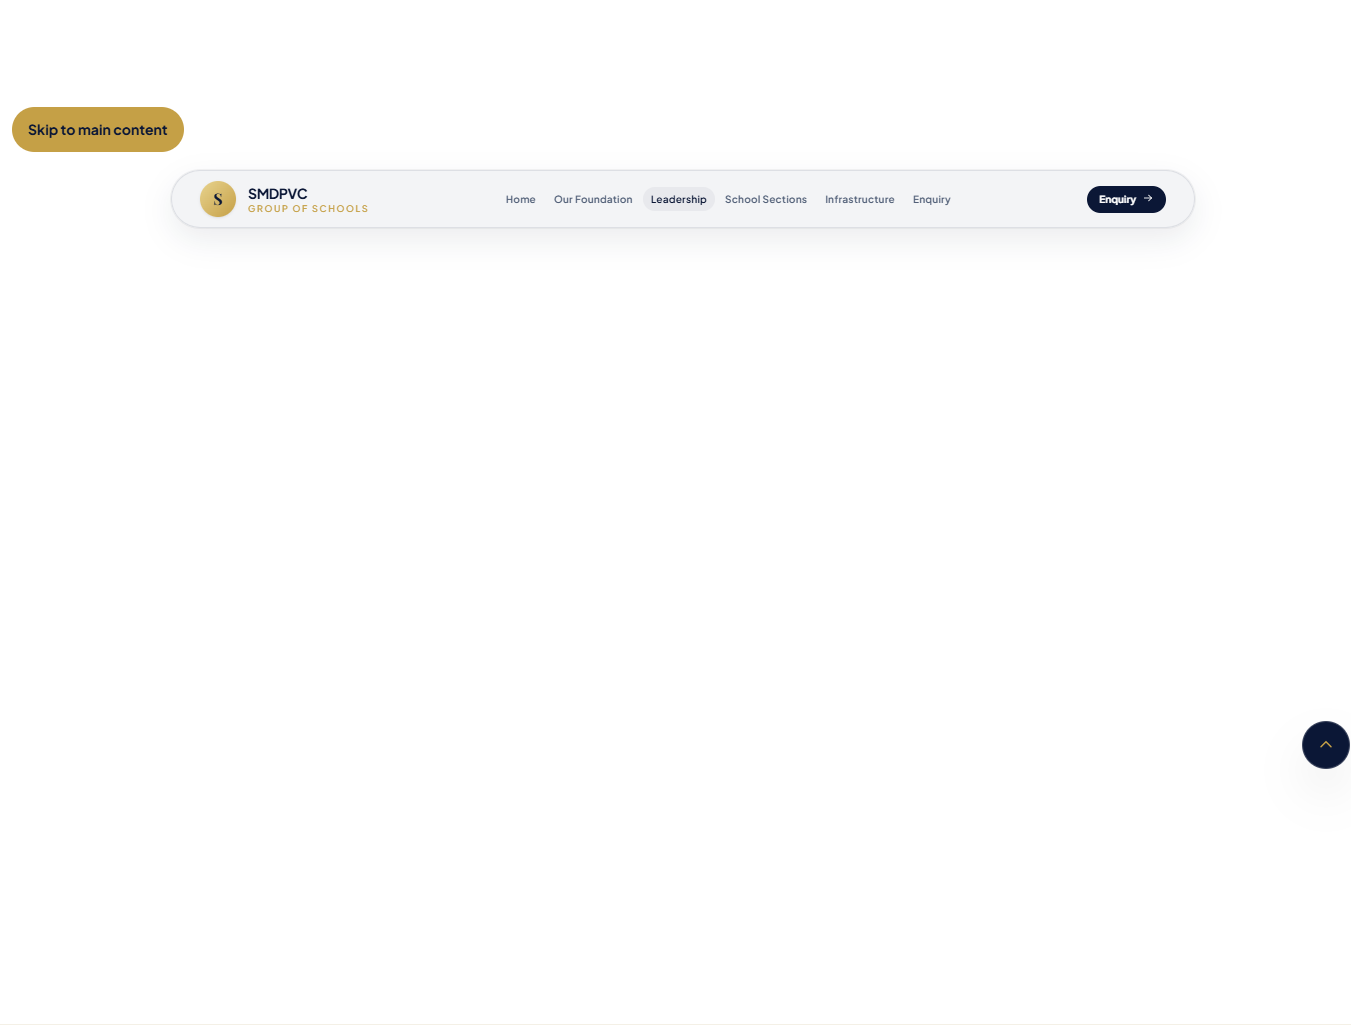 Skip to main content
S
SMDPVC
GROUP OF SCHOOLS
Home
Our Foundation
Leadership
School Sections
Infrastructure
Enquiry
Enquiry →